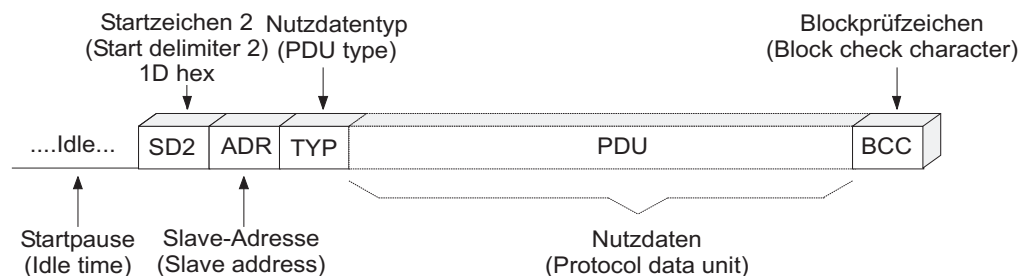 Startzeichen 2
(Start delimiter 2)
1D hex
Nutzdatentyp
(PDU type)
Blockprüfzeichen
(Block check character)
....Idle...
SD2
ADR
TYP
PDU
BCC
Startpause
(Idle time)
Slave-Adresse
(Slave address)
Nutzdaten
(Protocol data unit)